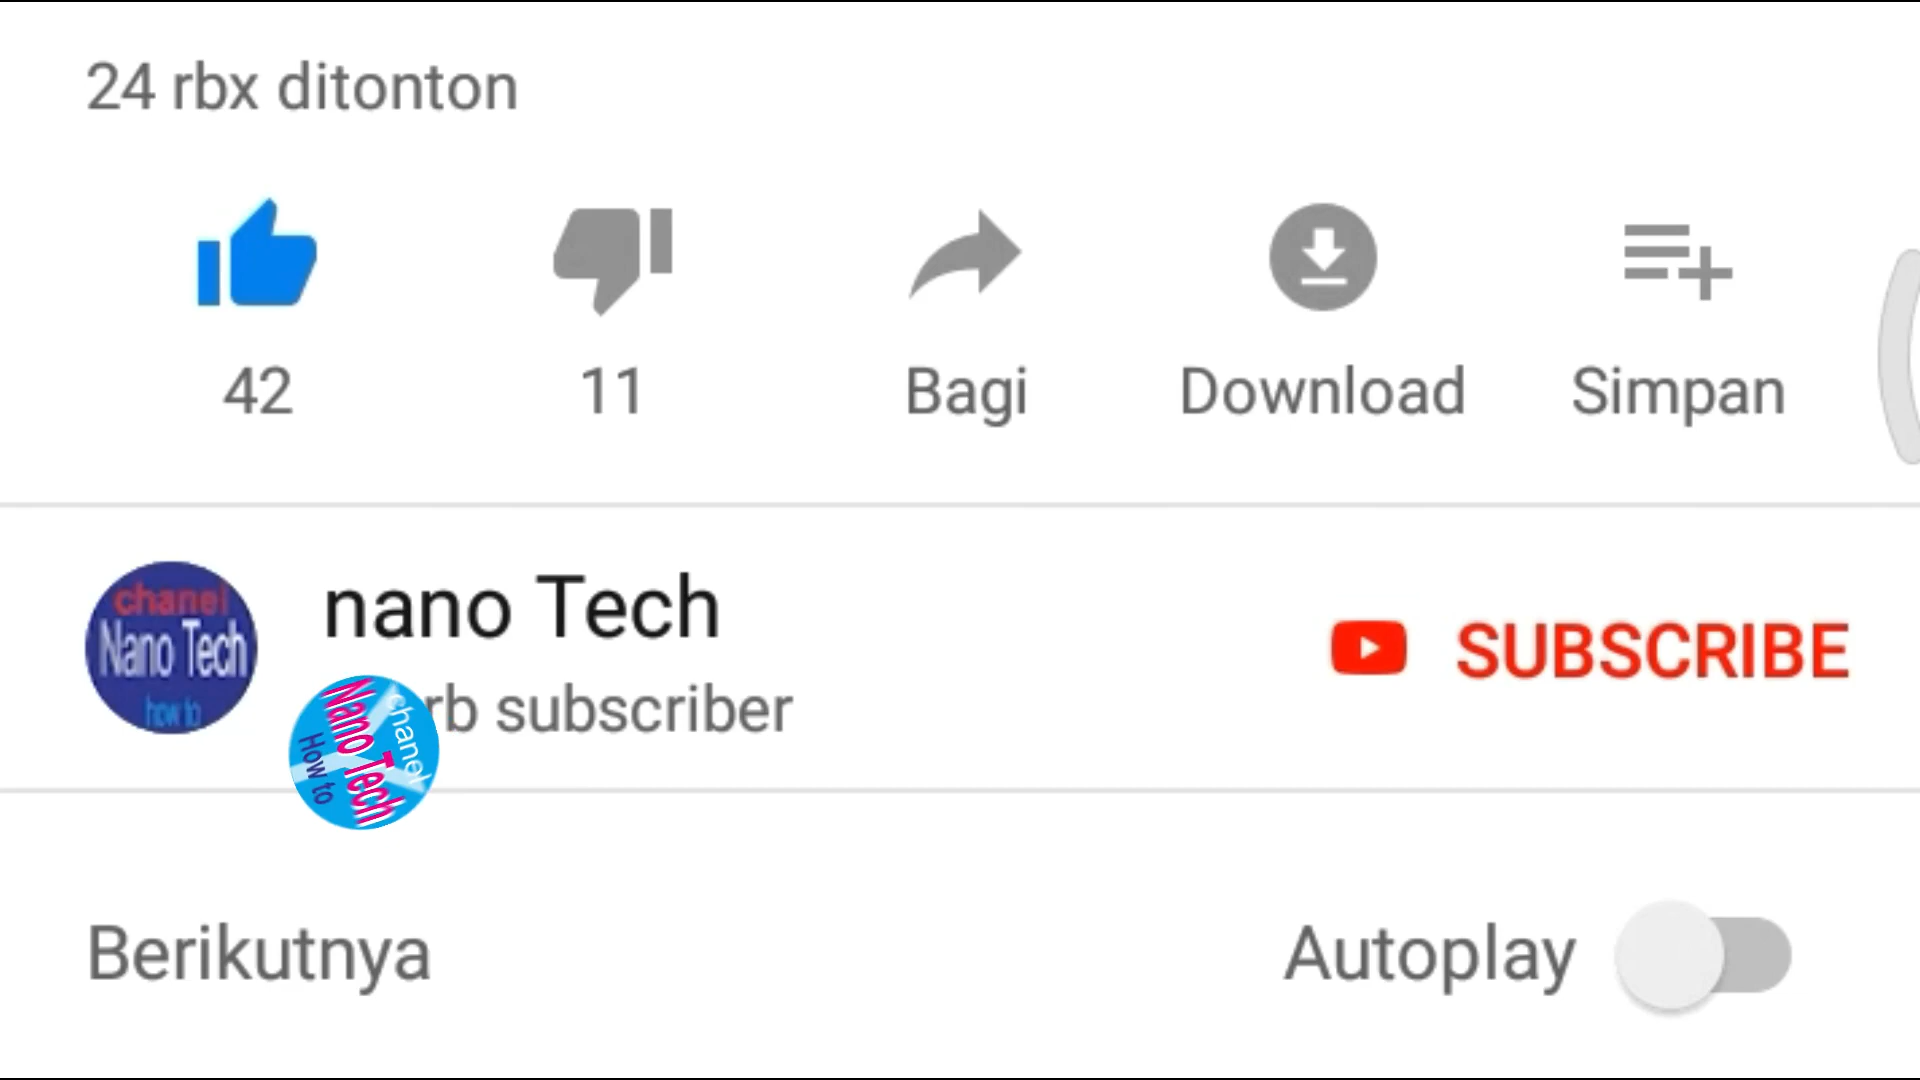 24 rbx ditonton
42
11
Bagi
Download
Simpan
chanel
Nano Tech
how to
nano Tech
SUBSCRIBE
rb subscriber
chanel
Nano Tech
How to
Berikutnya
Autoplay